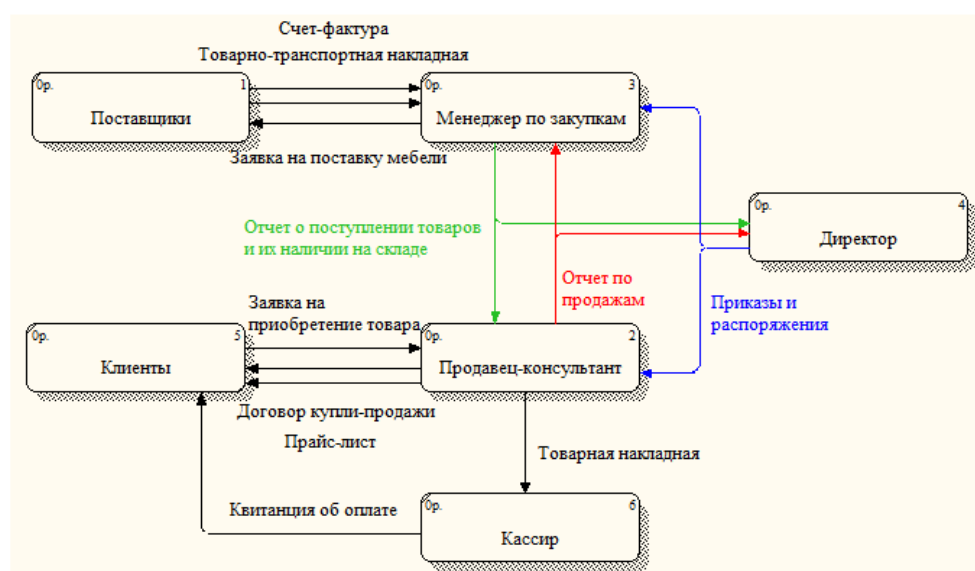 Счет-фактура
Товарно-транспортная накладная
0р. 1
Поставщики
0р. 3
Менеджер по закупкам
Заявка на поставку мебели
0р. 4
Директор
Отчет о поступлении товаров
и их наличии на складе
Отчет по
продажам
Приказы и
распоряжения
Заявка на
приобретение товара
0р. 5
Клиенты
0р. 2
Продавец-консультант
Договор купли-продажи
Прайс-лист
Товарная накладная
Квитанция об оплате
0р. 6
Кассир